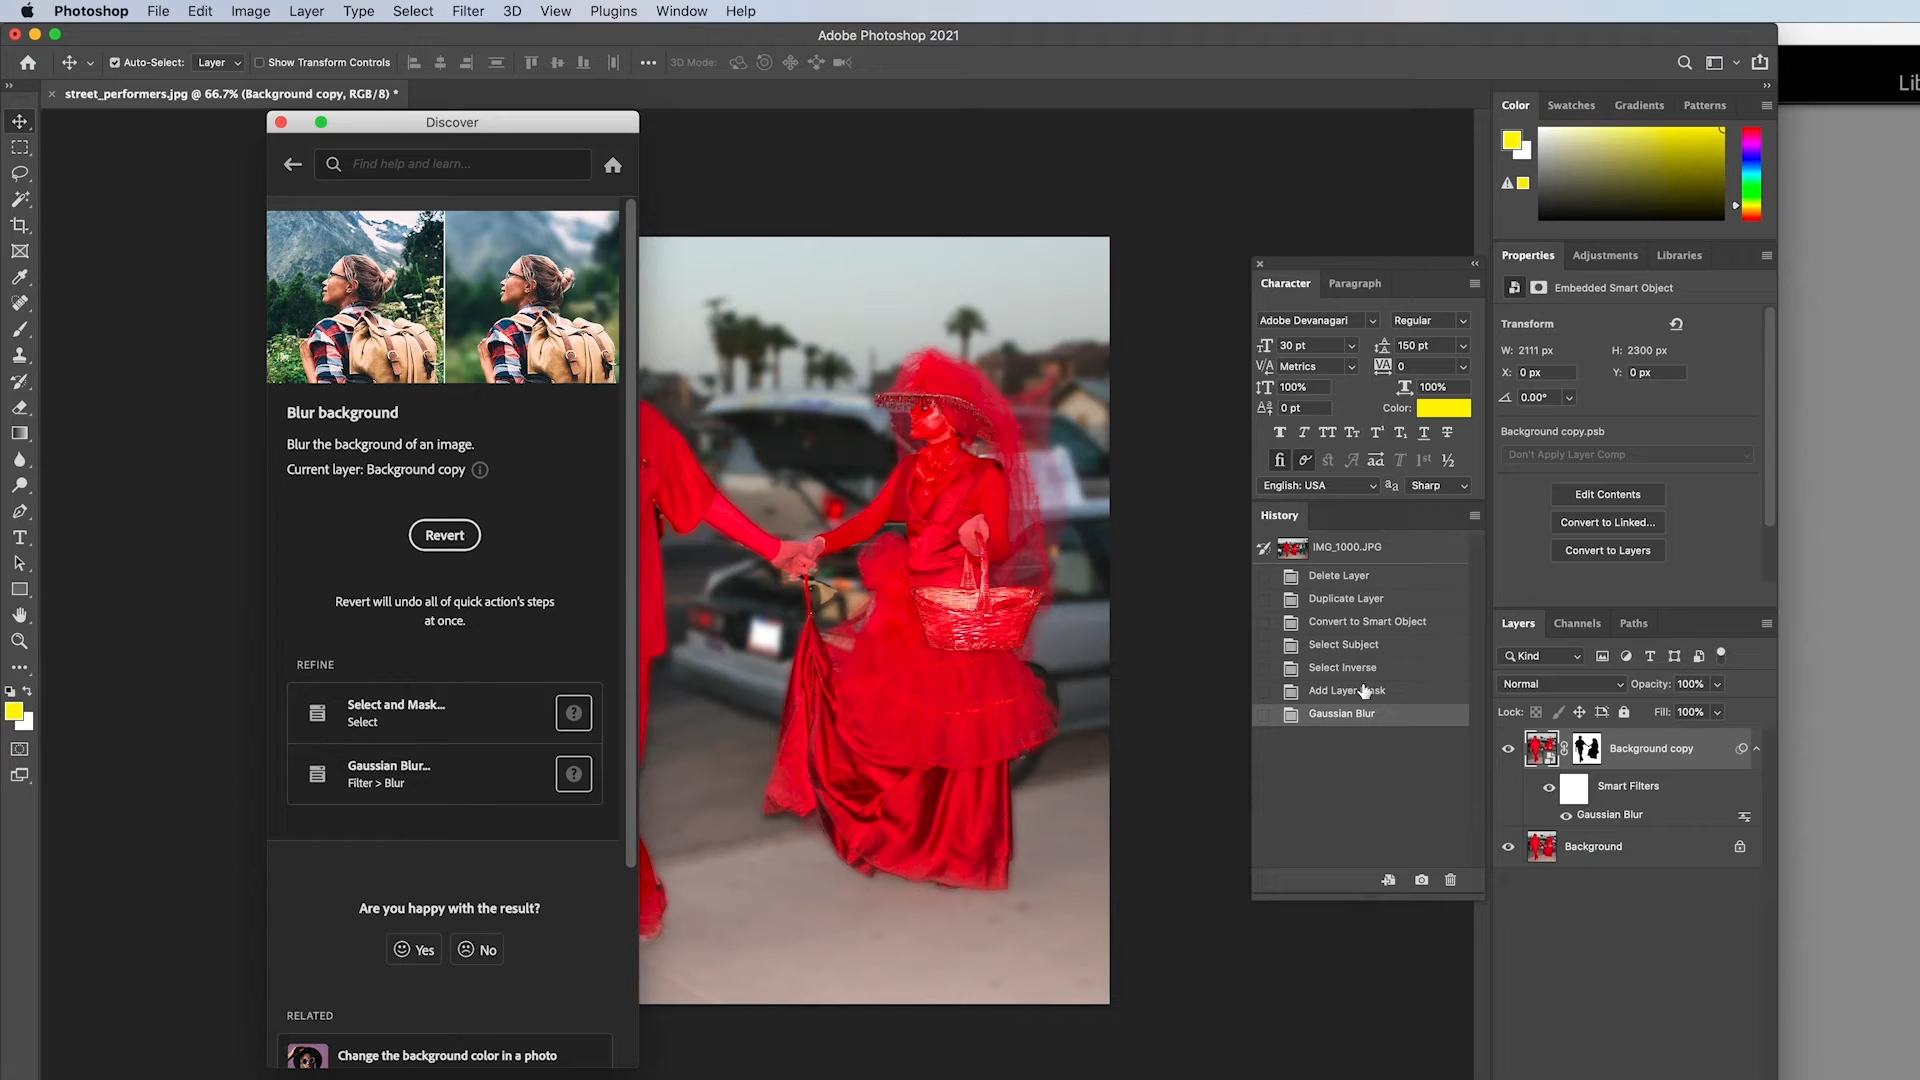 Photoshop File Edit Image Layer Type Select Filter 3D View Plugins Window Help
Adobe Photoshop 2021
Auto-Select: Layer Show Transform Controls 3D Mode:
Lib
street_performers.jpg @ 66.7% (Background copy, RGB/8) *
Discover
Find help and learn...
Blur background
Blur the background of an image.
Current layer: Background copy
Revert
Revert will undo all of quick action's steps
at once.
REFINE
Select and Mask...
Select
Gaussian Blur...
Filter > Blur
Are you happy with the result?
Yes No
RELATED
Change the background color in a photo
Character Paragraph
Adobe Devanagari Regular
30 pt 150 pt
Metrics 0
100% 100%
0 pt Color:
English: USA Sharp
History
IMG_1000.JPG
Delete Layer
Duplicate Layer
Convert to Smart Object
Select Subject
Select Inverse
Add Layer Mask
Gaussian Blur
Color Swatches Gradients Patterns
Properties Adjustments Libraries
Embedded Smart Object
Transform
W: 2111 px H: 2300 px
X: 0 px Y: 0 px
0.00°
Background copy.psb
Don't Apply Layer Comp
Edit Contents
Convert to Linked...
Convert to Layers
Layers Channels Paths
Kind
Normal Opacity: 100%
Lock: Fill: 100%
Background copy
Smart Filters
Gaussian Blur
Background